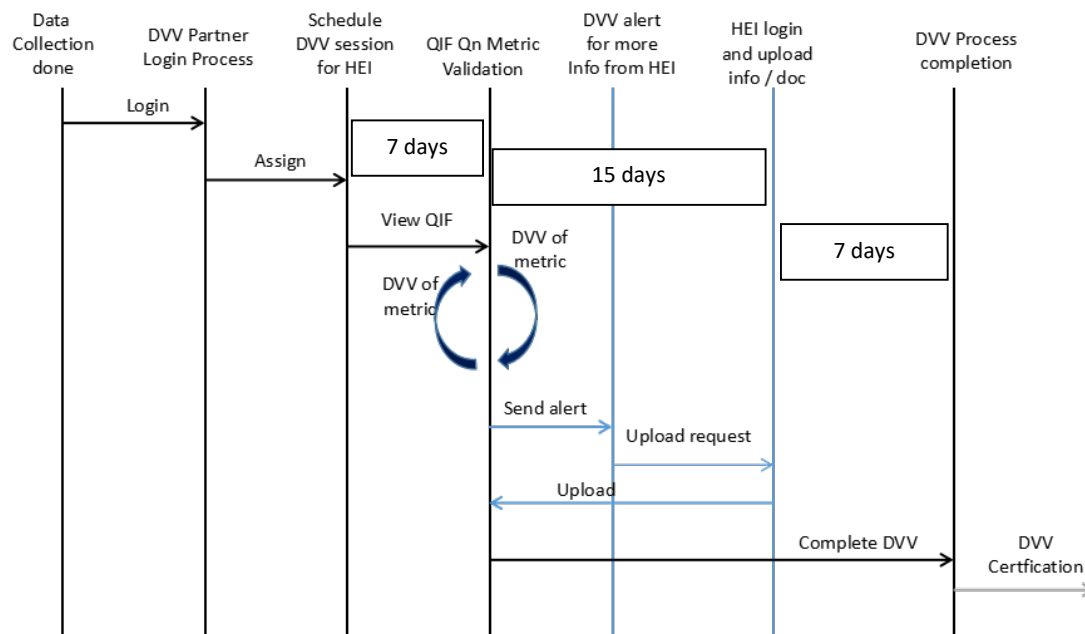 Data
Collection
done
DVV Partner
Login Process
Schedule
DVV session
for HEI
QIF Qn Metric
Validation
DVV alert
for more
Info from HEI
HEI login
and upload
info / doc
DVV Process
completion
Login
7 days
Assign
15 days
View QIF
DVV of
metric
7 days
DVV of
metric
Send alert
Upload request
Upload
Complete DVV
DVV
Certfication